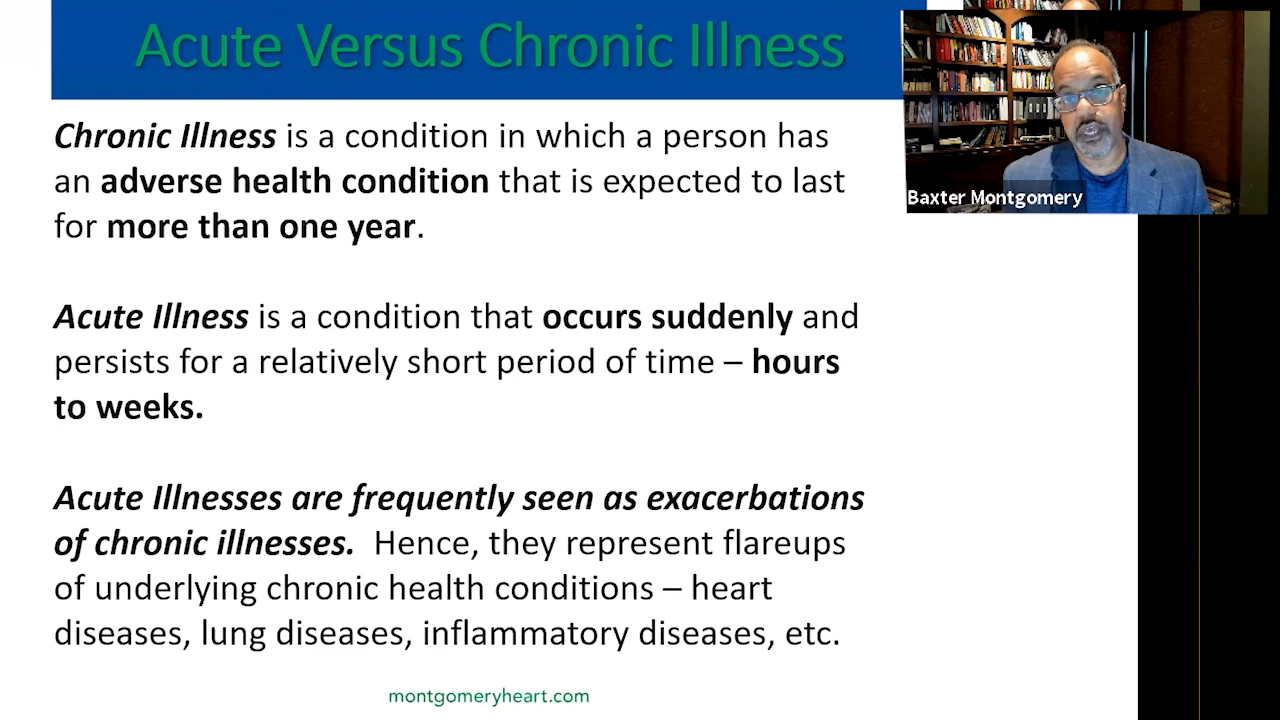 Acute Versus Chronic Illness
Chronic Illness is a condition in which a person has
an adverse health condition that is expected to last
for more than one year.
Acute Illness is a condition that occurs suddenly and
persists for a relatively short period of time – hours
to weeks.
Acute Illnesses are frequently seen as exacerbations
of chronic illnesses.  Hence, they represent flareups
of underlying chronic health conditions – heart
diseases, lung diseases, inflammatory diseases, etc.
montgomeryheart.com
Baxter Montgomery